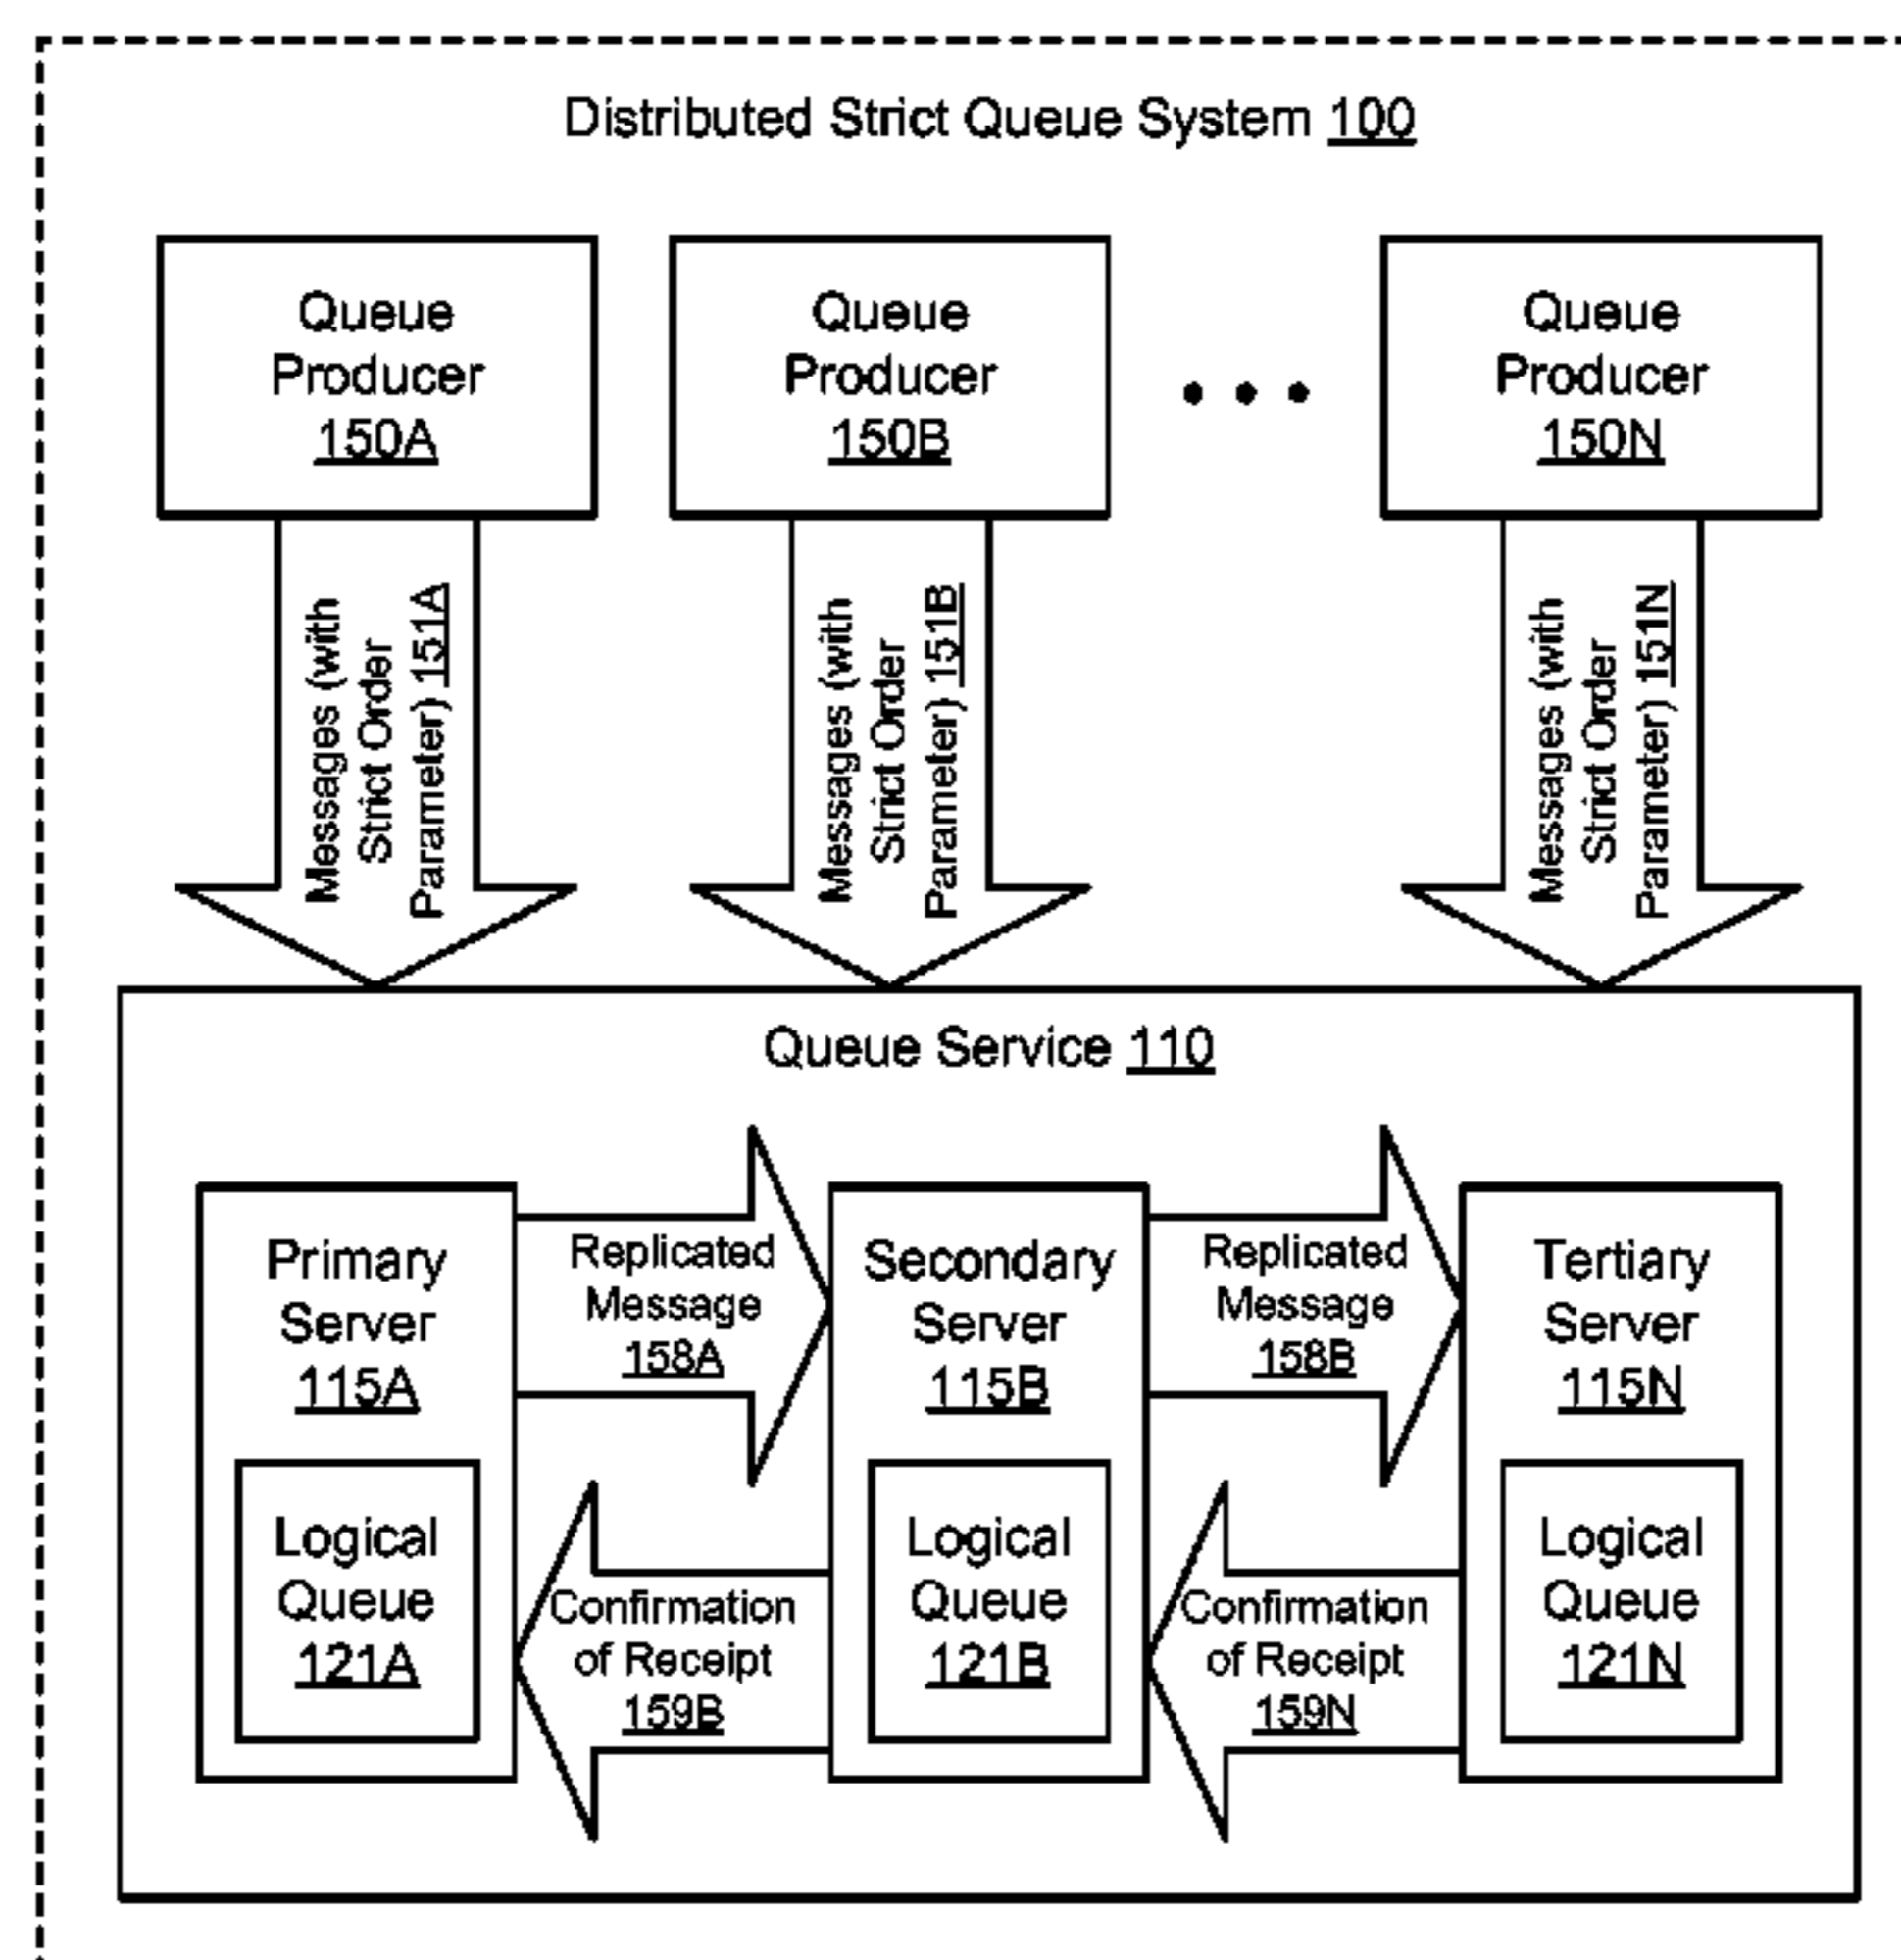 Distributed Strict Queue System 100
Queue
Producer
150A
Queue
Producer
150B
Queue
Producer
150N
Messages (with
Strict Order
Parameter) 151A
Messages (with
Strict Order
Parameter) 151B
Messages (with
Strict Order
Parameter) 151N
Queue Service 110
Primary
Server
115A
Replicated
Message
158A
Secondary
Server
115B
Replicated
Message
158B
Tertiary
Server
115N
Logical
Queue
121A
Confirmation
of Receipt
159B
Logical
Queue
121B
Confirmation
of Receipt
159N
Logical
Queue
121N